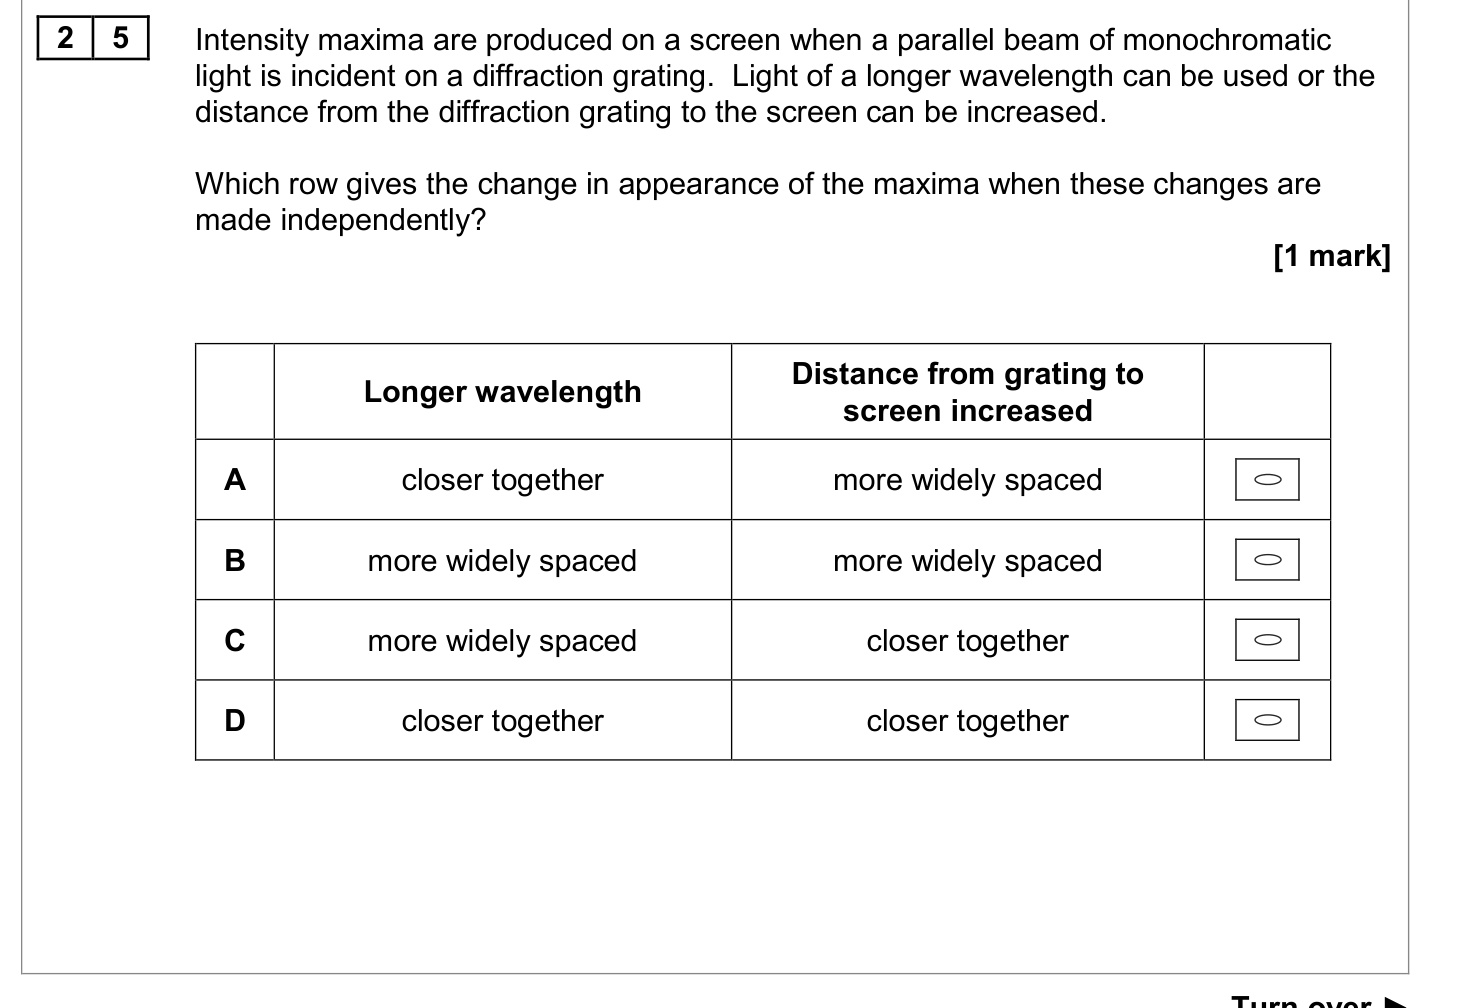 2 5
Intensity maxima are produced on a screen when a parallel beam of monochromatic
light is incident on a diffraction grating.  Light of a longer wavelength can be used or the
distance from the diffraction grating to the screen can be increased.
Which row gives the change in appearance of the maxima when these changes are
made independently?
[1 mark]
Longer wavelength
Distance from grating to
screen increased
A closer together more widely spaced
B more widely spaced more widely spaced
C more widely spaced closer together
D closer together closer together
Turn over ►